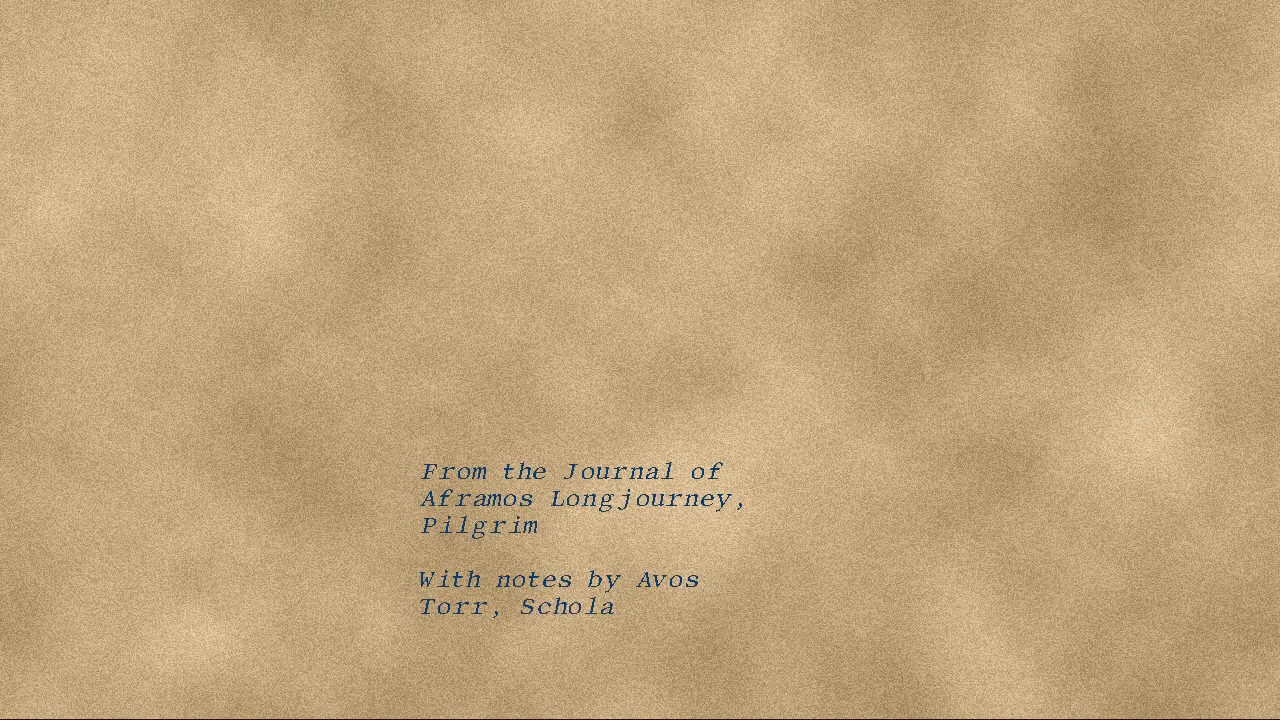 From the Journal of
Aframos Longjourney,
Pilgrim
With notes by Avos
Torr, Schola